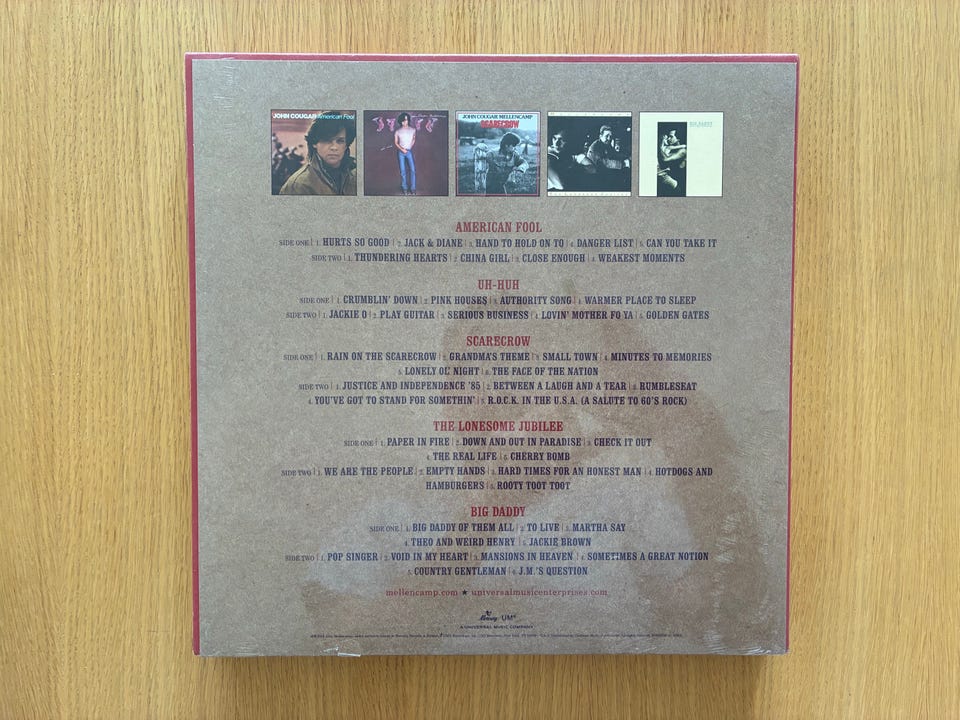 JOHN COUGAR American Fool
JOHN COUGAR MELLENCAMP
SCARECROW
BIG DADDY
AMERICAN FOOL
SIDE ONE | 1. HURTS SO GOOD | 2. JACK & DIANE | 3. HAND TO HOLD ON TO | 4. DANGER LIST | 5. CAN YOU TAKE IT
SIDE TWO | 1. THUNDERING HEARTS | 2. CHINA GIRL | 3. CLOSE ENOUGH | 4. WEAKEST MOMENTS
UH-HUH
SIDE ONE | 1. CRUMBLIN' DOWN | 2. PINK HOUSES | 3. AUTHORITY SONG | 4. WARMER PLACE TO SLEEP
SIDE TWO | 1. JACKIE O | 2. PLAY GUITAR | 3. SERIOUS BUSINESS | 4. LOVIN' MOTHER FO YA | 5. GOLDEN GATES
SCARECROW
SIDE ONE | 1. RAIN ON THE SCARECROW | 2. GRANDMA'S THEME | 3. SMALL TOWN | 4. MINUTES TO MEMORIES
5. LONELY OL' NIGHT | 6. THE FACE OF THE NATION
SIDE TWO | 1. JUSTICE AND INDEPENDENCE '85 | 2. BETWEEN A LAUGH AND A TEAR | 3. RUMBLESEAT
4. YOU'VE GOT TO STAND FOR SOMETHIN' | 5. R.O.C.K. IN THE U.S.A. (A SALUTE TO 60'S ROCK)
THE LONESOME JUBILEE
SIDE ONE | 1. PAPER IN FIRE | 2. DOWN AND OUT IN PARADISE | 3. CHECK IT OUT
4. THE REAL LIFE | 5. CHERRY BOMB
SIDE TWO | 1. WE ARE THE PEOPLE | 2. EMPTY HANDS | 3. HARD TIMES FOR AN HONEST MAN | 4. HOTDOGS AND
HAMBURGERS | 5. ROOTY TOOT TOOT
BIG DADDY
SIDE ONE | 1. BIG DADDY OF THEM ALL | 2. TO LIVE | 3. MARTHA SAY
4. THEO AND WEIRD HENRY | 5. JACKIE BROWN
SIDE TWO | 1. POP SINGER | 2. VOID IN MY HEART | 3. MANSIONS IN HEAVEN | 4. SOMETIMES A GREAT NOTION
5. COUNTRY GENTLEMAN | 6. J.M.'S QUESTION
mellencamp.com ★ universalmusicenterprises.com
Mercury UMe
A UNIVERSAL MUSIC COMPANY